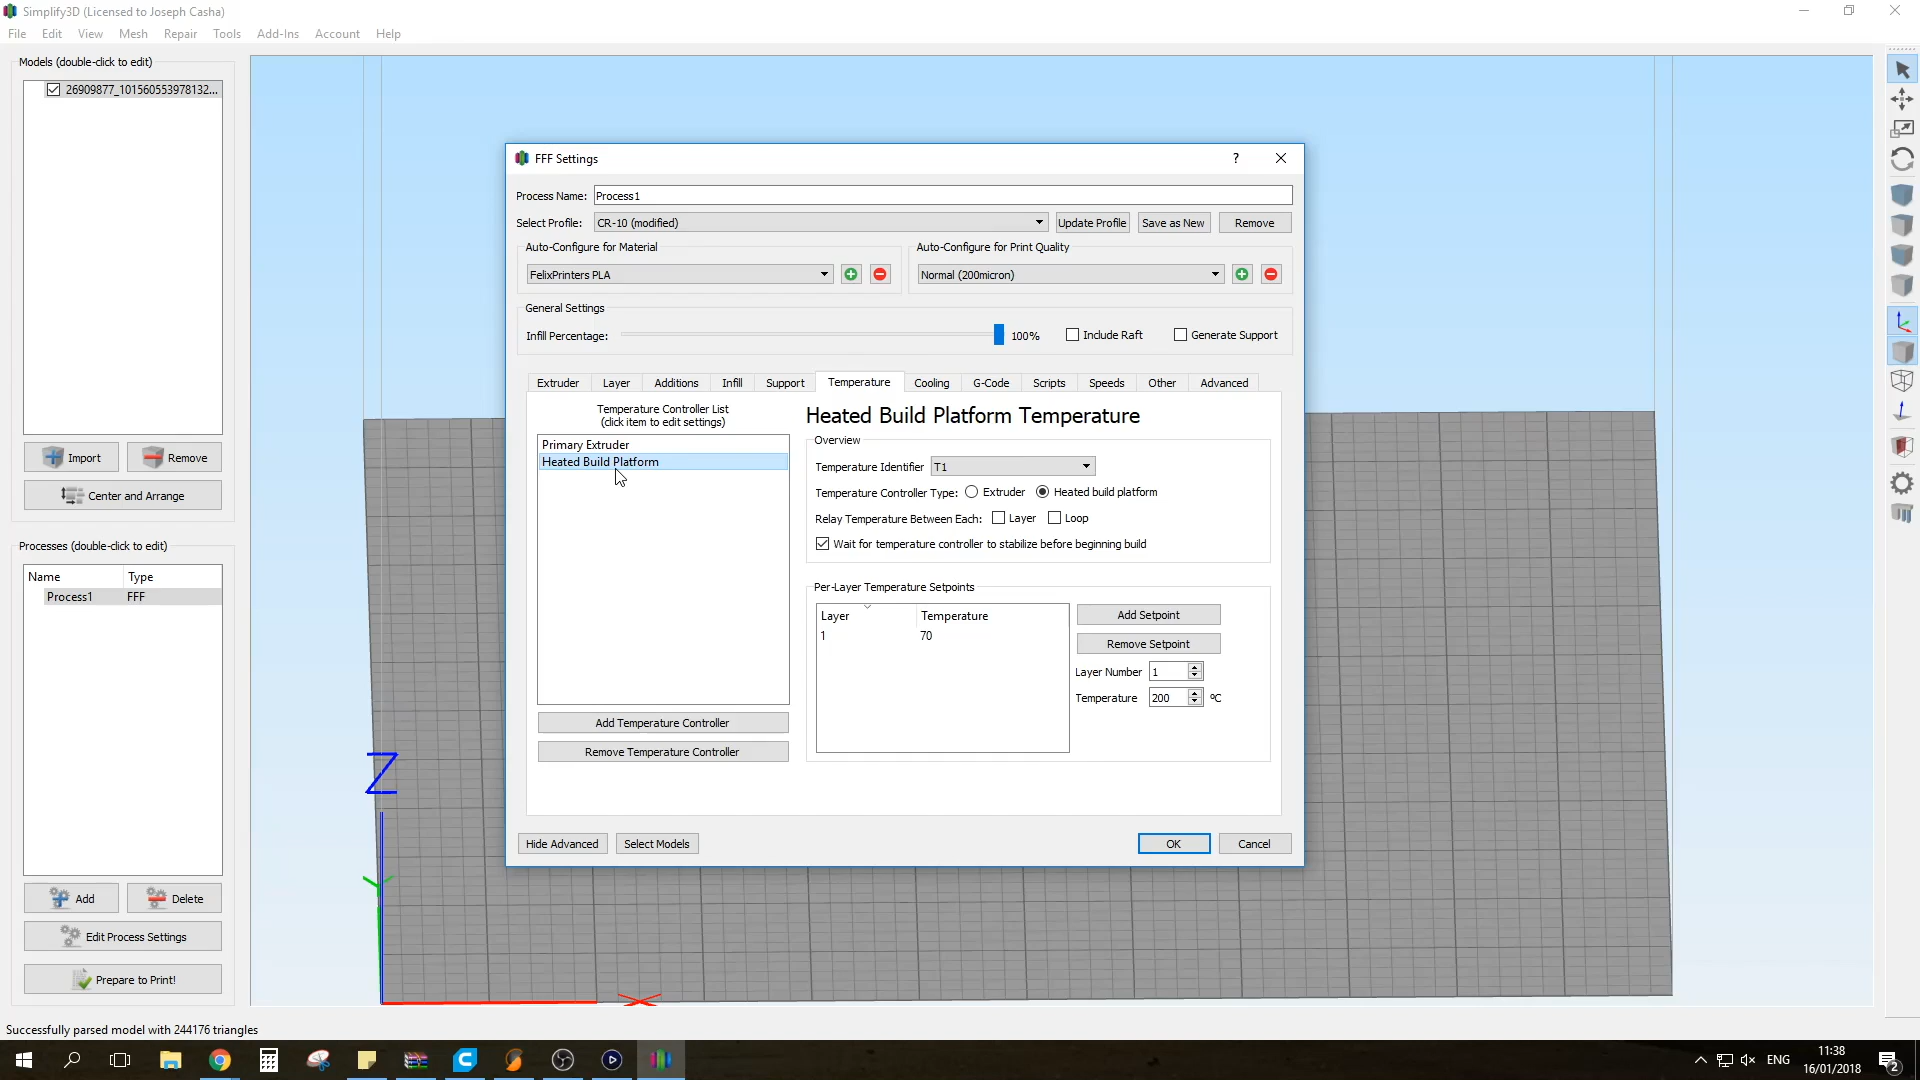 Simplify3D (Licensed to Joseph Casha)
File Edit View Mesh Repair Tools Add-Ins Account Help
Models (double-click to edit)
26909877_101560553978132...
Import Remove
Center and Arrange
Processes (double-click to edit)
Name Type
Process1 FFF
Add Delete
Edit Process Settings
Prepare to Print!
FFF Settings
?
Process Name: Process1
Select Profile: CR-10 (modified) Update Profile Save as New Remove
Auto-Configure for Material Auto-Configure for Print Quality
FelixPrinters PLA Normal (200micron)
General Settings
Infill Percentage: 100% Include Raft Generate Support
Extruder Layer Additions Infill Support Temperature Cooling G-Code Scripts Speeds Other Advanced
Temperature Controller List
(click item to edit settings)
Primary Extruder
Heated Build Platform
Add Temperature Controller
Remove Temperature Controller
Heated Build Platform Temperature
Overview
Temperature Identifier T1
Temperature Controller Type: Extruder Heated build platform
Relay Temperature Between Each: Layer Loop
Wait for temperature controller to stabilize before beginning build
Per-Layer Temperature Setpoints
Layer Temperature
1 70
Add Setpoint
Remove Setpoint
Layer Number 1
Temperature 200 ºC
Hide Advanced Select Models OK Cancel
Z
Successfully parsed model with 244176 triangles
ENG
11:38
16/01/2018
2